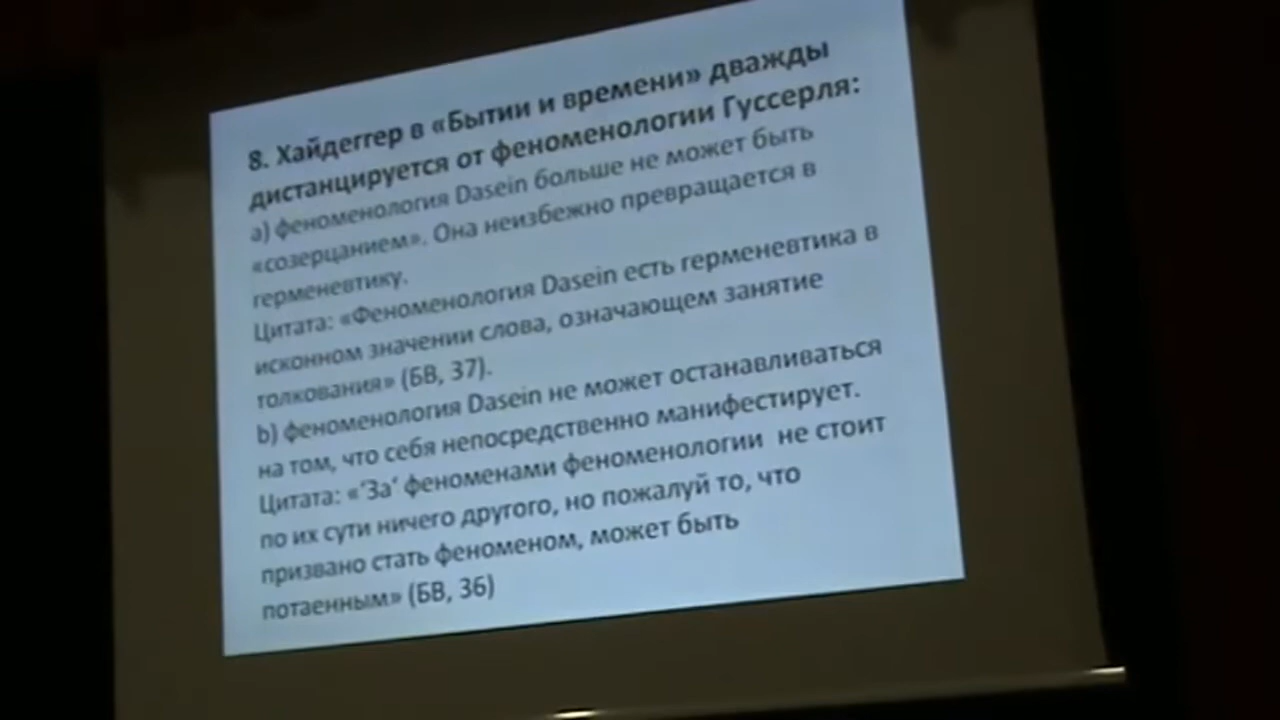 8. Хайдеггер в «Бытии и времени» дважды
дистанцируется от феноменологии Гуссерля:
a) феноменология Dasein больше не может быть
«созерцанием». Она неизбежно превращается в
герменевтику.
Цитата: «Феноменология Dasein есть герменевтика в
исконном значении слова, означающем занятие
толкования» (БВ, 37).
b) феноменология Dasein не может останавливаться
на том, что себя непосредственно манифестирует.
Цитата: «‘За‘ феноменами феноменологии не стоит
по их сути ничего другого, но пожалуй то, что
призвано стать феноменом, может быть
потаенным» (БВ, 36)